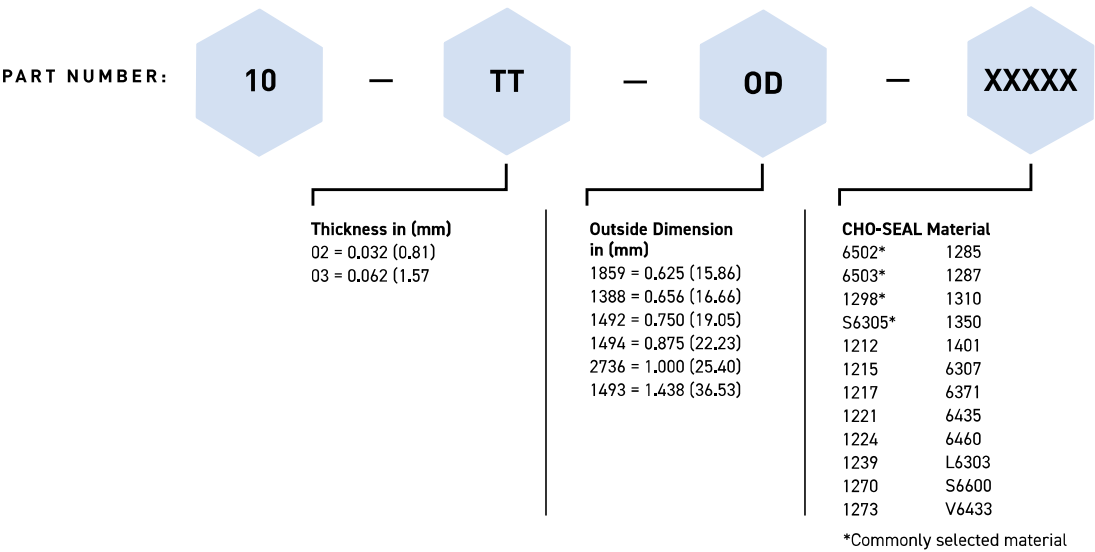 PART NUMBER: 10 – TT – OD – XXXXX
Thickness in (mm)
02 = 0.032 (0.81)
03 = 0.062 (1.57
Outside Dimension
in (mm)
1859 = 0.625 (15.86)
1388 = 0.656 (16.66)
1492 = 0.750 (19.05)
1494 = 0.875 (22.23)
2736 = 1.000 (25.40)
1493 = 1.438 (36.53)
CHO-SEAL Material
6502* 1285
6503* 1287
1298* 1310
S6305* 1350
1212 1401
1215 6307
1217 6371
1221 6435
1224 6460
1239 L6303
1270 S6600
1273 V6433
*Commonly selected material